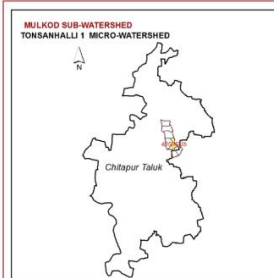 MULKOD SUB-WATERSHED
TONSANHALLI 1 MICRO-WATERSHED
N
Chitapur Taluk